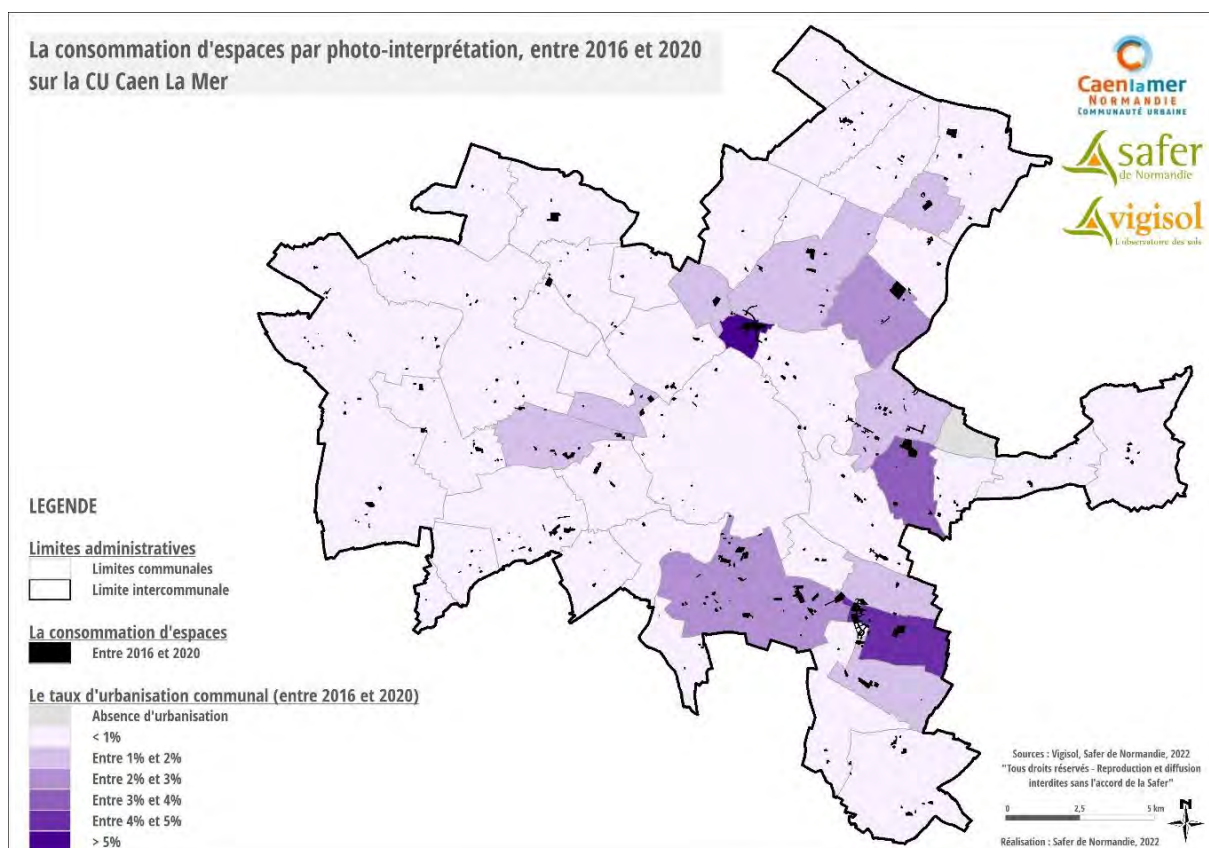 La consommation d'espaces par photo-interprétation, entre 2016 et 2020
sur la CU Caen La Mer
Caenlamer
NORMANDIE
COMMUNAUTÉ URBAINE
safer
de Normandie
vigisol
L'observatoire des sols
LEGENDE
Limites administratives
Limites communales
Limite intercommunale
La consommation d'espaces
Entre 2016 et 2020
Le taux d'urbanisation communal (entre 2016 et 2020)
Absence d'urbanisation
< 1%
Entre 1% et 2%
Entre 2% et 3%
Entre 3% et 4%
Entre 4% et 5%
> 5%
Sources : Vigisol, Safer de Normandie, 2022
"Tous droits réservés - Reproduction et diffusion
interdites sans l'accord de la Safer"
0 2,5 5 km
N
Réalisation : Safer de Normandie, 2022